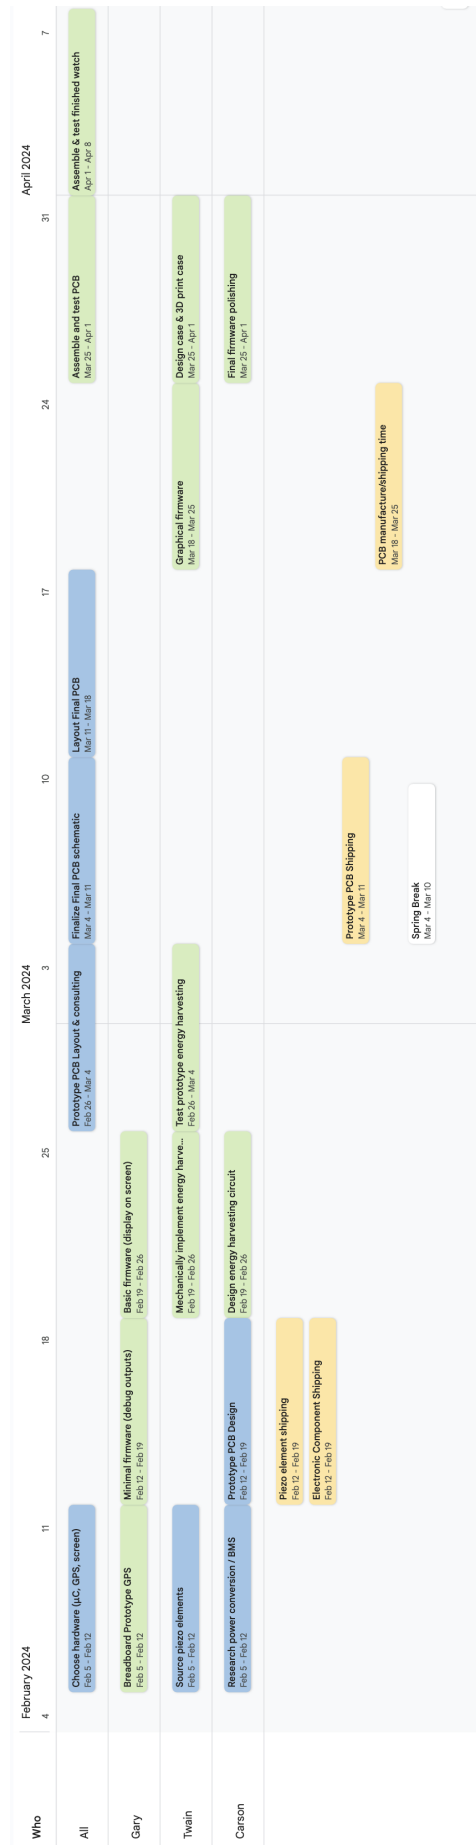 Who
February 2024
March 2024
April 2024
4
11
18
25
3
10
17
24
31
7
All
Choose hardware (μC, GPS, screen)
Feb 5 - Feb 12
Prototype PCB Layout & consulting
Feb 26 - Mar 4
Finalize Final PCB schematic
Mar 4 - Mar 11
Layout Final PCB
Mar 11 - Mar 18
Assemble and test PCB
Mar 25 - Apr 1
Assemble & test finished watch
Apr 1 - Apr 8
Gary
Breadboard Prototype GPS
Feb 5 - Feb 12
Minimal firmware (debug outputs)
Feb 12 - Feb 19
Basic firmware (display on screen)
Feb 19 - Feb 26
Twain
Source piezo elements
Feb 5 - Feb 12
Mechanically implement energy harve...
Feb 19 - Feb 26
Test prototype energy harvesting
Feb 26 - Mar 4
Graphical firmware
Mar 18 - Mar 25
Design case & 3D print case
Mar 25 - Apr 1
Carson
Research power conversion / BMS
Feb 5 - Feb 12
Prototype PCB Design
Feb 12 - Feb 19
Design energy harvesting circuit
Feb 19 - Feb 26
Final firmware polishing
Mar 25 - Apr 1
Piezo element shipping
Feb 12 - Feb 19
Electronic Component Shipping
Feb 12 - Feb 19
Prototype PCB Shipping
Mar 4 - Mar 11
PCB manufacture/shipping time
Mar 18 - Mar 25
Spring Break
Mar 4 - Mar 10